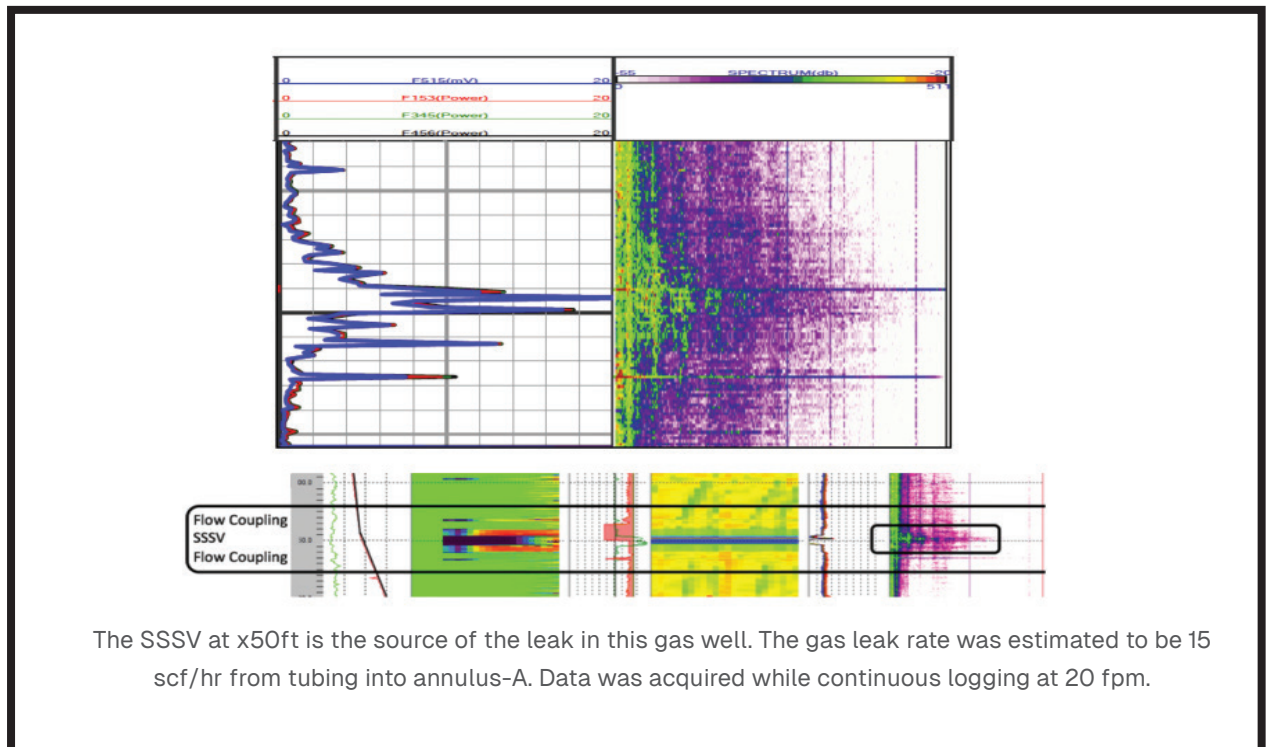 0 F515(mV) 20
0 F153(Power) 20
0 F345(Power) 20
0 F456(Power) 20
-55 SPECTRUM(db) -20
0 511
Flow Coupling
SSSV
Flow Coupling
The SSSV at x50ft is the source of the leak in this gas well. The gas leak rate was estimated to be 15
scf/hr from tubing into annulus-A. Data was acquired while continuous logging at 20 fpm.